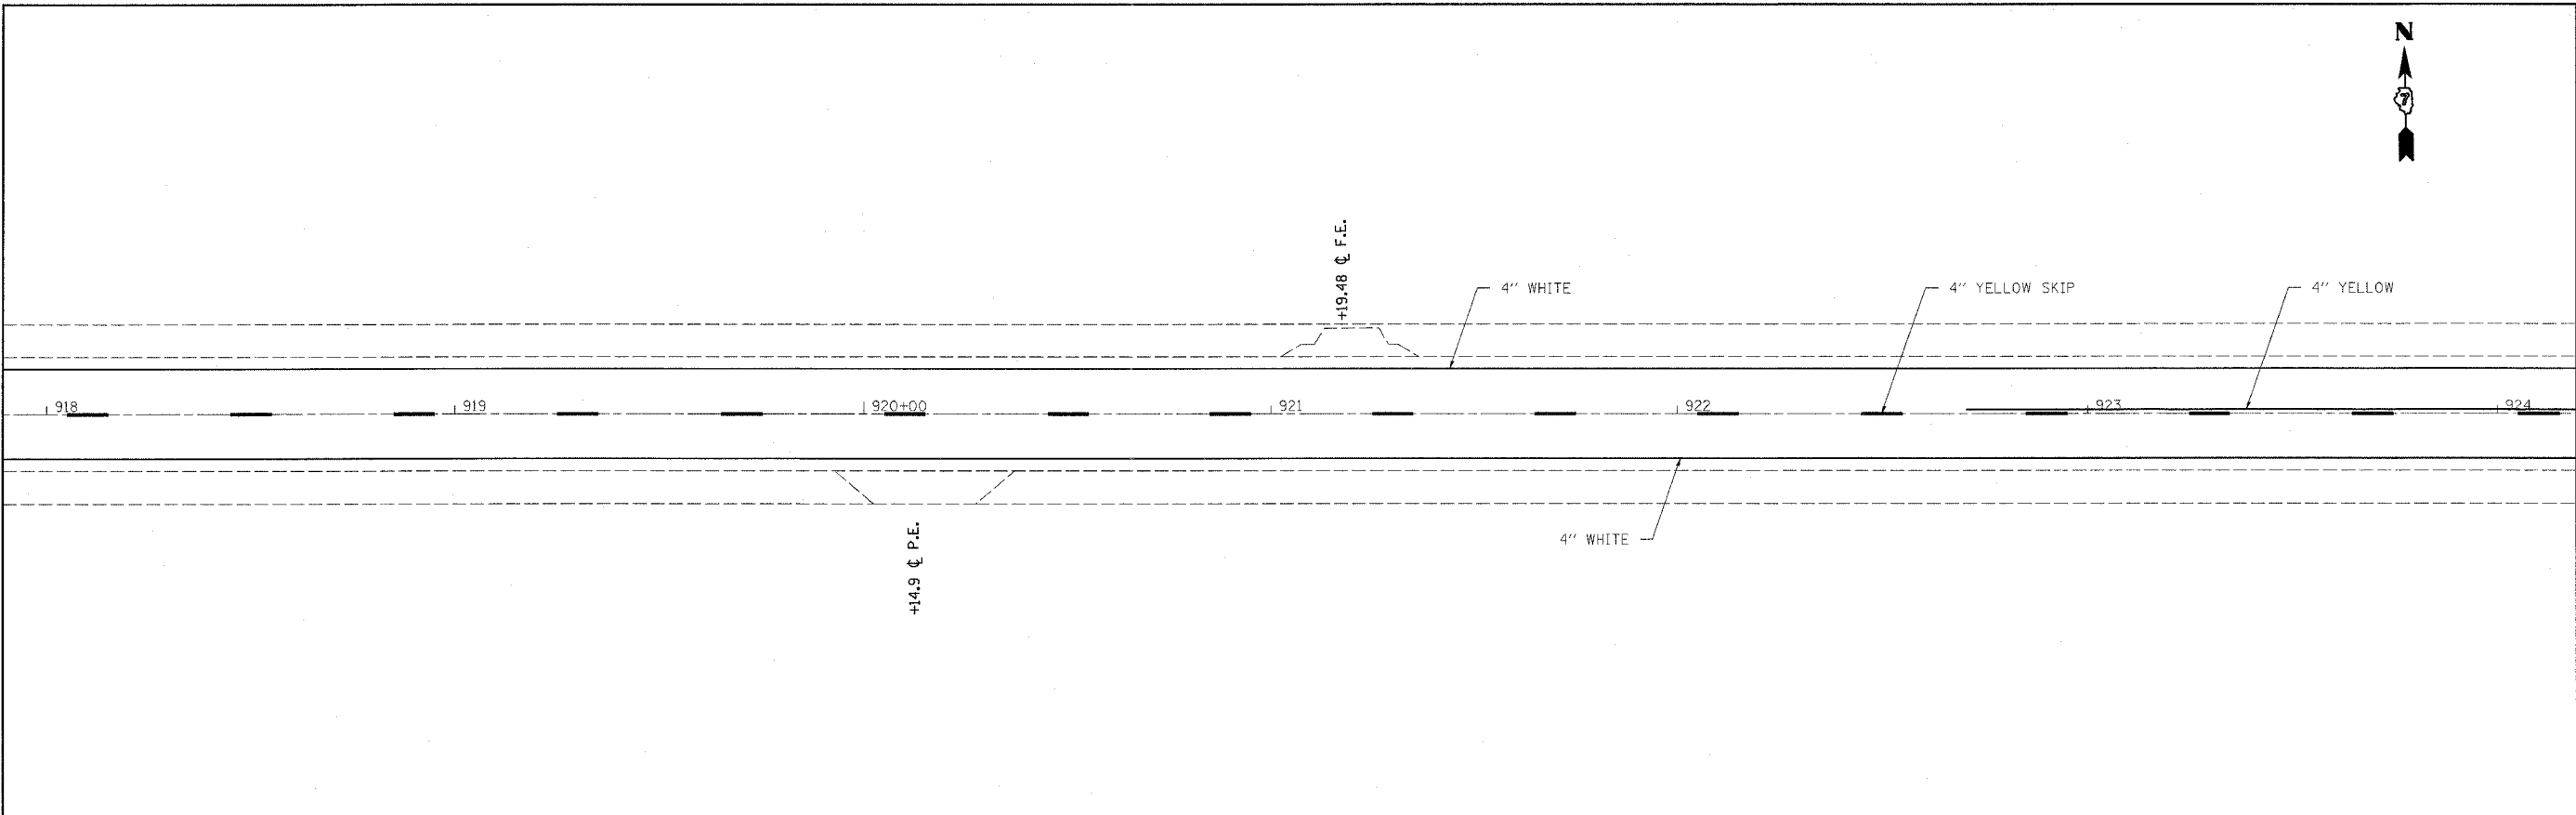 N
7
+19.48 ℄ F.E.
4" WHITE
4" YELLOW SKIP
4" YELLOW
918
919
920+00
921
922
923
924
4" WHITE
+14.9 ℄ P.E.